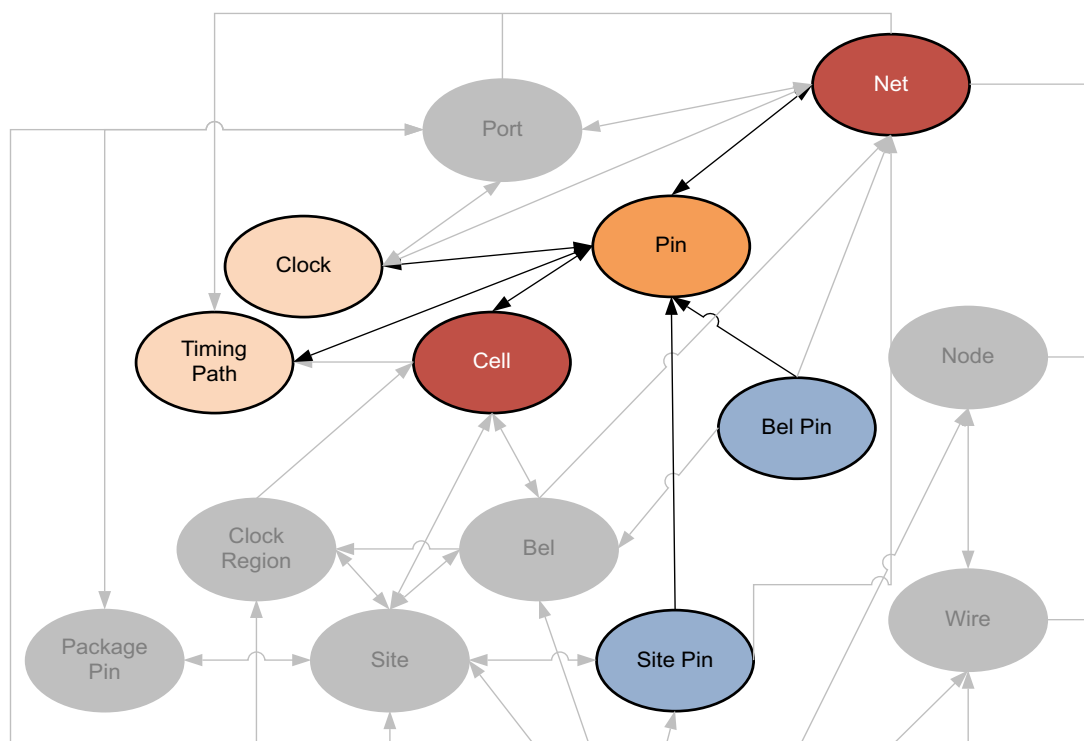 Net
Port
Pin
Clock
Timing
Path
Cell
Node
Bel Pin
Clock
Region
Bel
Wire
Package
Pin
Site
Site Pin